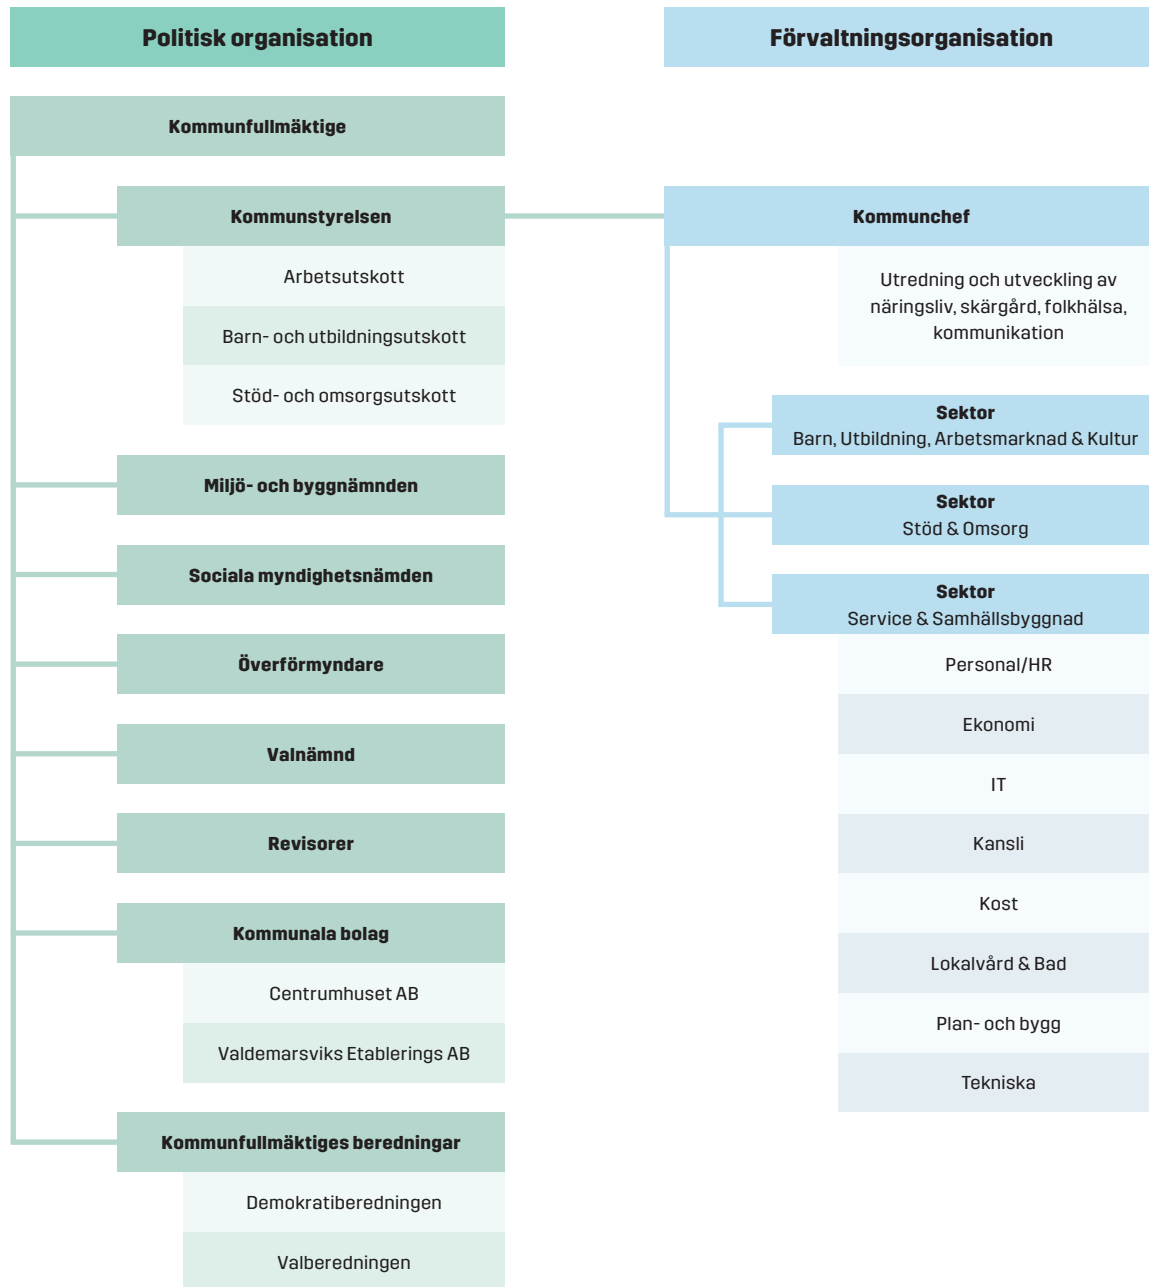 Politisk organisation
Kommunfullmäktige
Kommunstyrelsen
Arbetsutskott
Barn- och utbildningsutskott
Stöd- och omsorgsutskott
Miljö- och byggnämnden
Sociala myndighetsnämden
Överförmyndare
Valnämnd
Revisorer
Kommunala bolag
Centrumhuset AB
Valdemarsviks Etablerings AB
Kommunfullmäktiges beredningar
Demokratiberedningen
Valberedningen
Förvaltningsorganisation
Kommunchef
Utredning och utveckling av
näringsliv, skärgård, folkhälsa,
kommunikation
Sektor
Barn, Utbildning, Arbetsmarknad & Kultur
Sektor
Stöd & Omsorg
Sektor
Service & Samhällsbyggnad
Personal/HR
Ekonomi
IT
Kansli
Kost
Lokalvård & Bad
Plan- och bygg
Tekniska